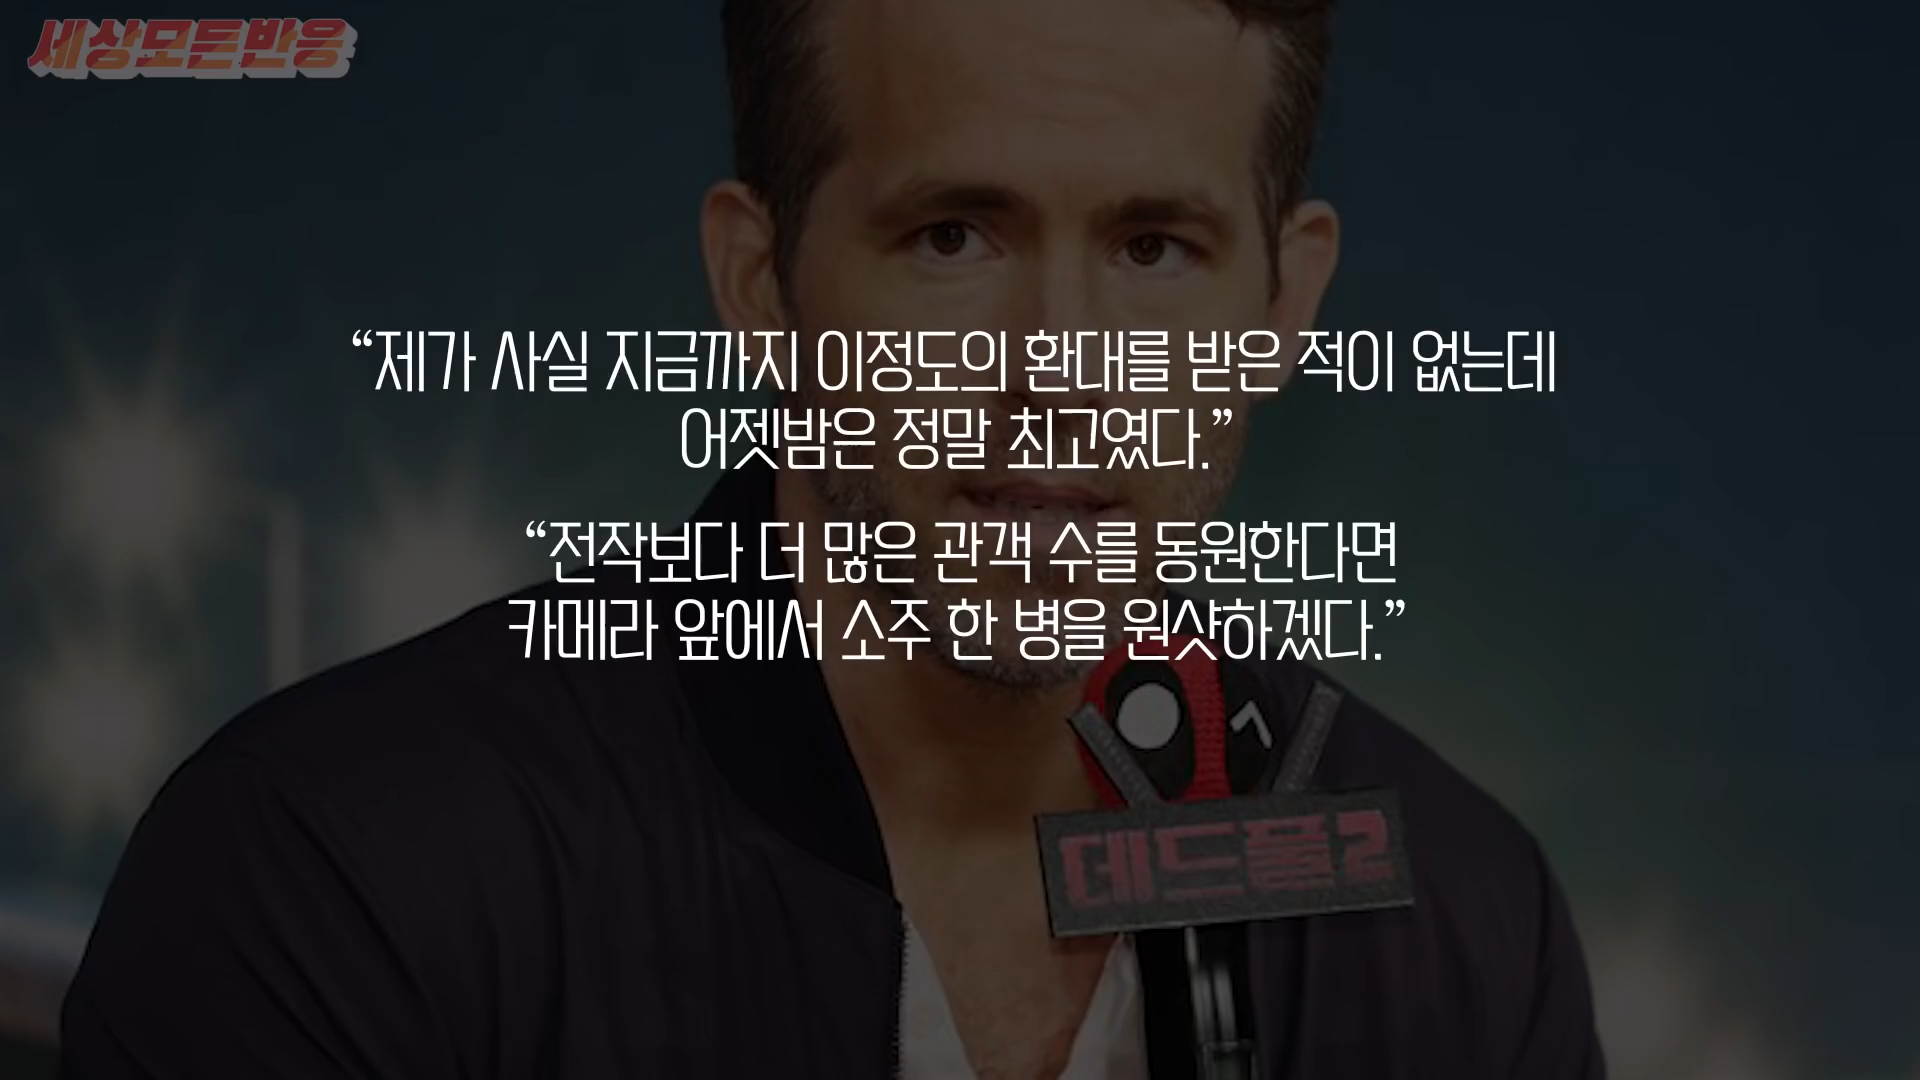 세상모든반응
“제가 사실 지금까지 이정도의 환대를 받은 적이 없는데
어젯밤은 정말 최고였다.”
“전작보다 더 많은 관객 수를 동원한다면
카메라 앞에서 소주 한 병을 원샷하겠다.”
데드풀2